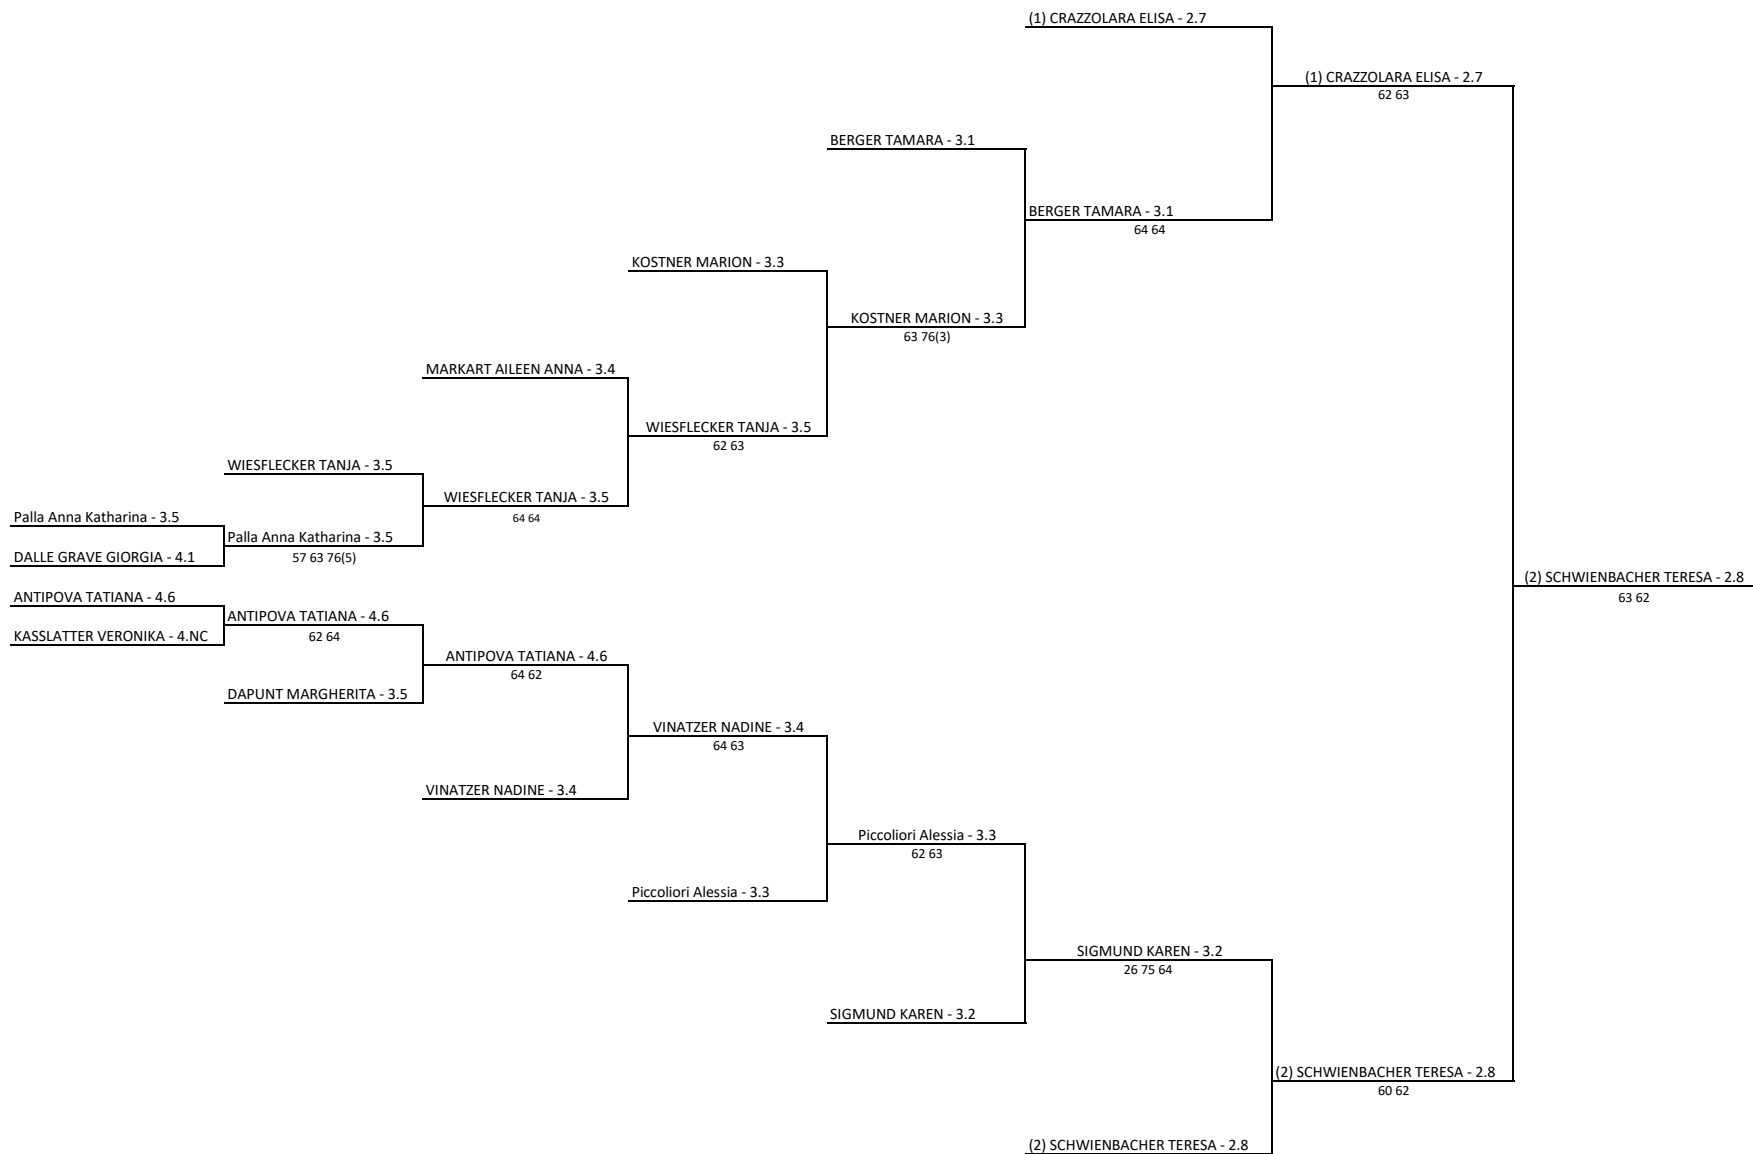 (1) CRAZZOLARA ELISA - 2.7
(1) CRAZZOLARA ELISA - 2.7
62 63
BERGER TAMARA - 3.1
BERGER TAMARA - 3.1
64 64
KOSTNER MARION - 3.3
KOSTNER MARION - 3.3
63 76(3)
MARKART AILEEN ANNA - 3.4
WIESFLECKER TANJA - 3.5
62 63
WIESFLECKER TANJA - 3.5
WIESFLECKER TANJA - 3.5
64 64
Palla Anna Katharina - 3.5
Palla Anna Katharina - 3.5
57 63 76(5)
DALLE GRAVE GIORGIA - 4.1
(2) SCHWIENBACHER TERESA - 2.8
63 62
ANTIPOVA TATIANA - 4.6
ANTIPOVA TATIANA - 4.6
62 64
KASSLATTER VERONIKA - 4.NC
ANTIPOVA TATIANA - 4.6
64 62
DAPUNT MARGHERITA - 3.5
VINATZER NADINE - 3.4
64 63
VINATZER NADINE - 3.4
Piccoliori Alessia - 3.3
62 63
Piccoliori Alessia - 3.3
SIGMUND KAREN - 3.2
26 75 64
SIGMUND KAREN - 3.2
(2) SCHWIENBACHER TERESA - 2.8
60 62
(2) SCHWIENBACHER TERESA - 2.8